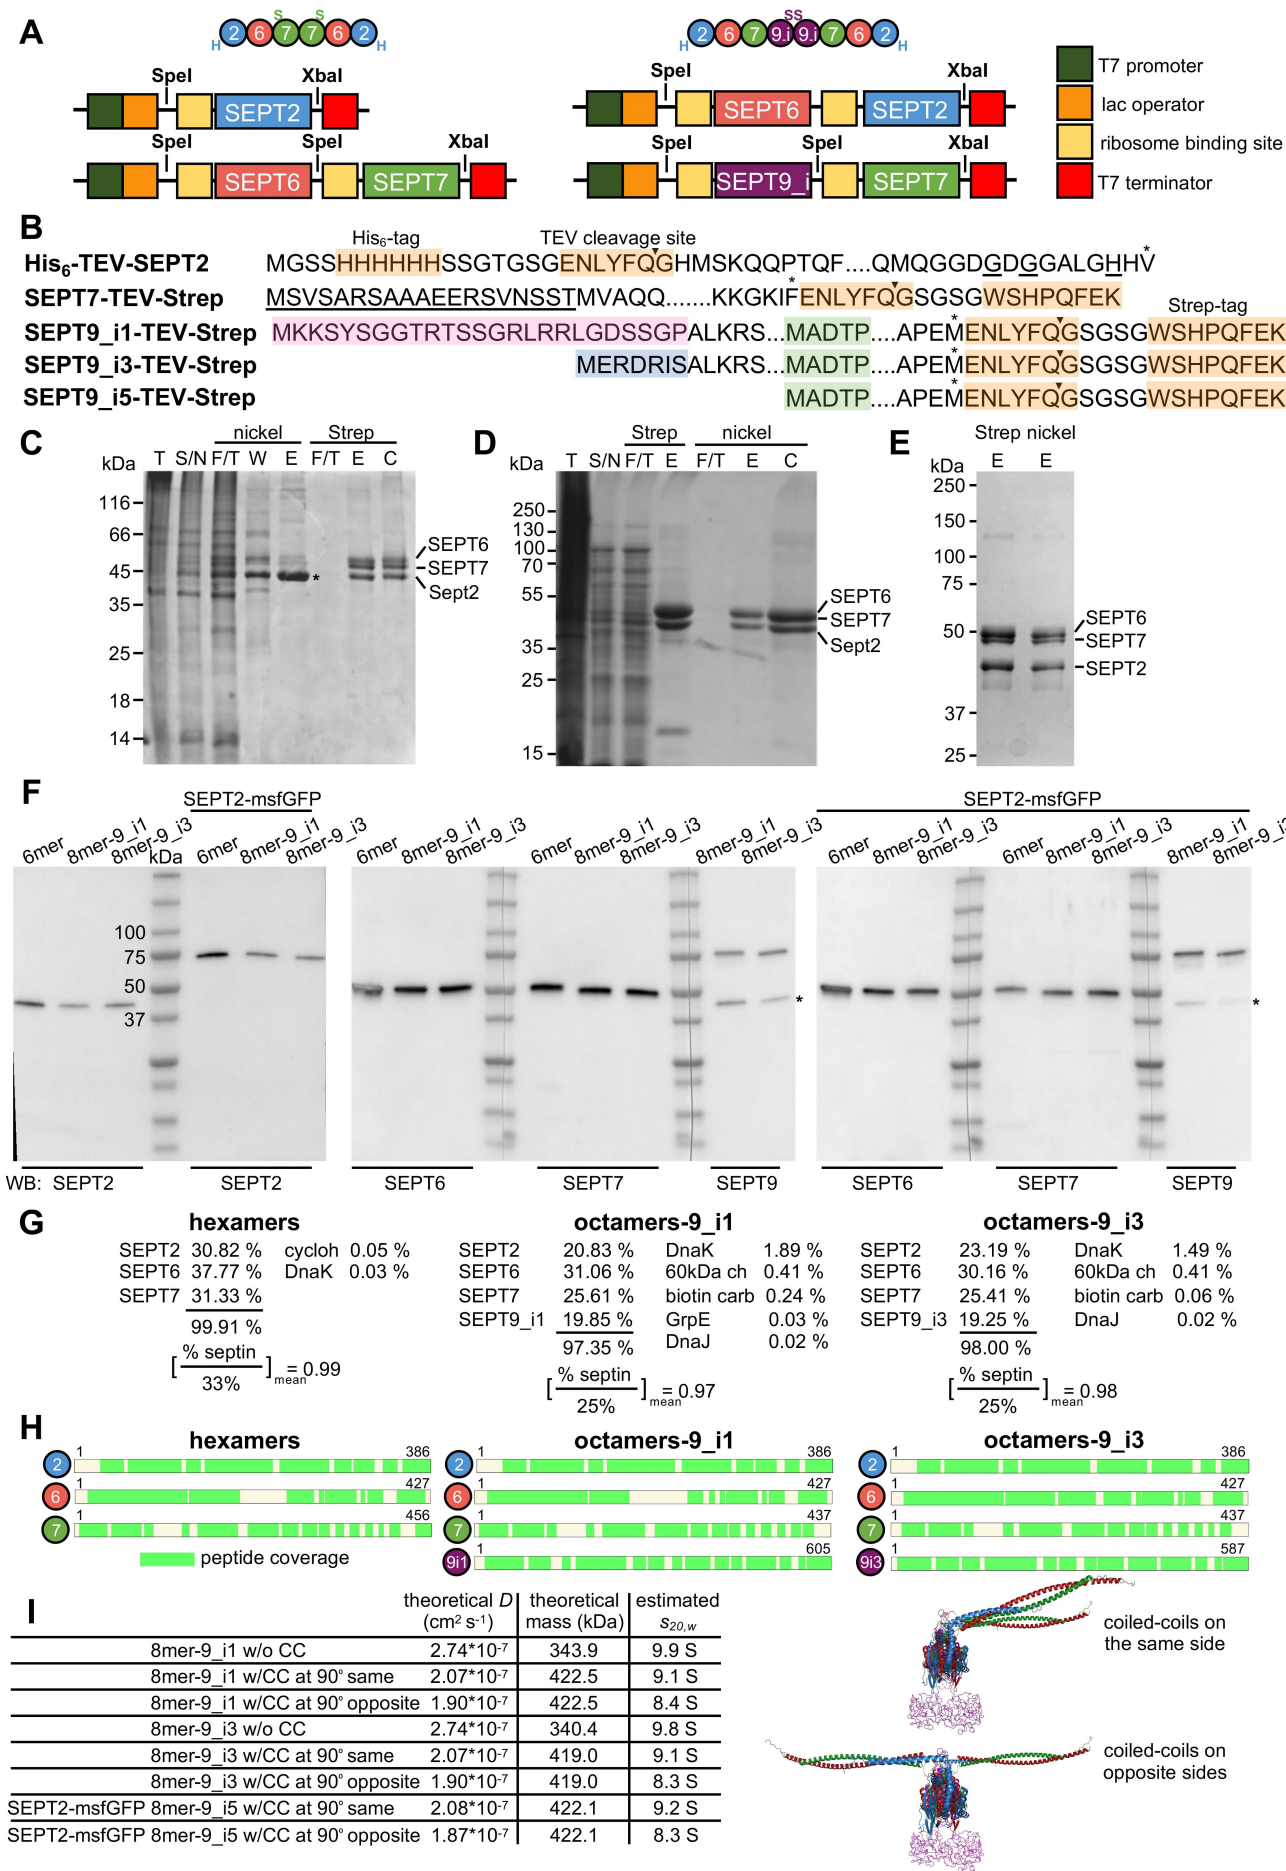 A
S S
H 2 6 7 7 6 2 H
SS
H 2 6 7 9_i 9_i 7 6 2 H
SpeI XbaI
SEPT2
SpeI SpeI XbaI
SEPT6 SEPT7
SpeI XbaI
SEPT6 SEPT2
SpeI XbaI
SEPT9_i SEPT7
T7 promoter
lac operator
ribosome binding site
T7 terminator
B
His6-tag TEV cleavage site
His6-TEV-SEPT2 MGSSHHHHHHSSGTGSGENLYFQGHMSKQQPTQF....QMQGGDGDGGALGHHV*
SEPT7-TEV-Strep MSVSARSAAAEERSVNSSTMVAQQ.......KKGKIF*ENLYFQGSGSGWSHPQFEK
Strep-tag
SEPT9_i1-TEV-Strep MKKSYSGGTRTSSGRLRRLGDSSGPALKRS...MADTP....APEM*ENLYFQGSGSGWSHPQFEK
SEPT9_i3-TEV-Strep MERDRISALKRS...MADTP....APEM*ENLYFQGSGSGWSHPQFEK
SEPT9_i5-TEV-Strep MADTP....APEM*ENLYFQGSGSGWSHPQFEK
C
nickel Strep
kDa T S/N F/T W E F/T E C
116
66
45
35
25
18
14
*
SEPT6
SEPT7
Sept2
D
Strep nickel
kDa T S/N F/T E F/T E C
250
130
100
70
55
35
25
15
SEPT6
SEPT7
Sept2
E
Strep nickel
kDa E E
250
150
100
75
50
37
25
SEPT6
SEPT7
SEPT2
F
SEPT2-msfGFP SEPT2-msfGFP
6mer 8mer-9_i1 8mer-9_i3 kDa 6mer 8mer-9_i1 8mer-9_i3 6mer 8mer-9_i1 8mer-9_i3 6mer 8mer-9_i1 8mer-9_i3 8mer-9_i1 8mer-9_i3 6mer 8mer-9_i1 8mer-9_i3 6mer 8mer-9_i1 8mer-9_i3 8mer-9_i1 8mer-9_i3
100
75
50
37
* *
WB: SEPT2 SEPT2 SEPT6 SEPT7 SEPT9 SEPT6 SEPT7 SEPT9
G
hexamers
SEPT2 30.82 % cycloh 0.05 %
SEPT6 37.77 % DnaK 0.03 %
SEPT7 31.33 %
99.91 %
[ % septin
33% ] mean = 0.99
octamers-9_i1
SEPT2 20.83 % DnaK 1.89 %
SEPT6 31.06 % 60kDa ch 0.41 %
SEPT7 25.61 % biotin carb 0.24 %
SEPT9_i1 19.85 % GrpE 0.03 %
97.35 % DnaJ 0.02 %
[ % septin
25% ] mean = 0.97
octamers-9_i3
SEPT2 23.19 % DnaK 1.49 %
SEPT6 30.16 % 60kDa ch 0.41 %
SEPT7 25.41 % biotin carb 0.06 %
SEPT9_i3 19.25 % DnaJ 0.02 %
98.00 %
[ % septin
25% ] mean = 0.98
H
hexamers
2 1 386
6 1 427
7 1 456
peptide coverage
octamers-9_i1
2 1 386
6 1 427
7 1 437
9i1 1 605
octamers-9_i3
2 1 386
6 1 427
7 1 437
9i3 1 587
I
theoretical D theoretical estimated
(cm² s⁻¹) mass (kDa) s20,w
8mer-9_i1 w/o CC 2.74*10⁻⁷ 343.9 9.9 S
8mer-9_i1 w/CC at 90° same 2.07*10⁻⁷ 422.5 9.1 S
8mer-9_i1 w/CC at 90° opposite 1.90*10⁻⁷ 422.5 8.4 S
8mer-9_i3 w/o CC 2.74*10⁻⁷ 340.4 9.8 S
8mer-9_i3 w/CC at 90° same 2.07*10⁻⁷ 419.0 9.1 S
8mer-9_i3 w/CC at 90° opposite 1.90*10⁻⁷ 419.0 8.3 S
SEPT2-msfGFP 8mer-9_i5 w/CC at 90° same 2.08*10⁻⁷ 422.1 9.2 S
SEPT2-msfGFP 8mer-9_i5 w/CC at 90° opposite 1.87*10⁻⁷ 422.1 8.3 S
coiled-coils on
the same side
coiled-coils on
opposite sides